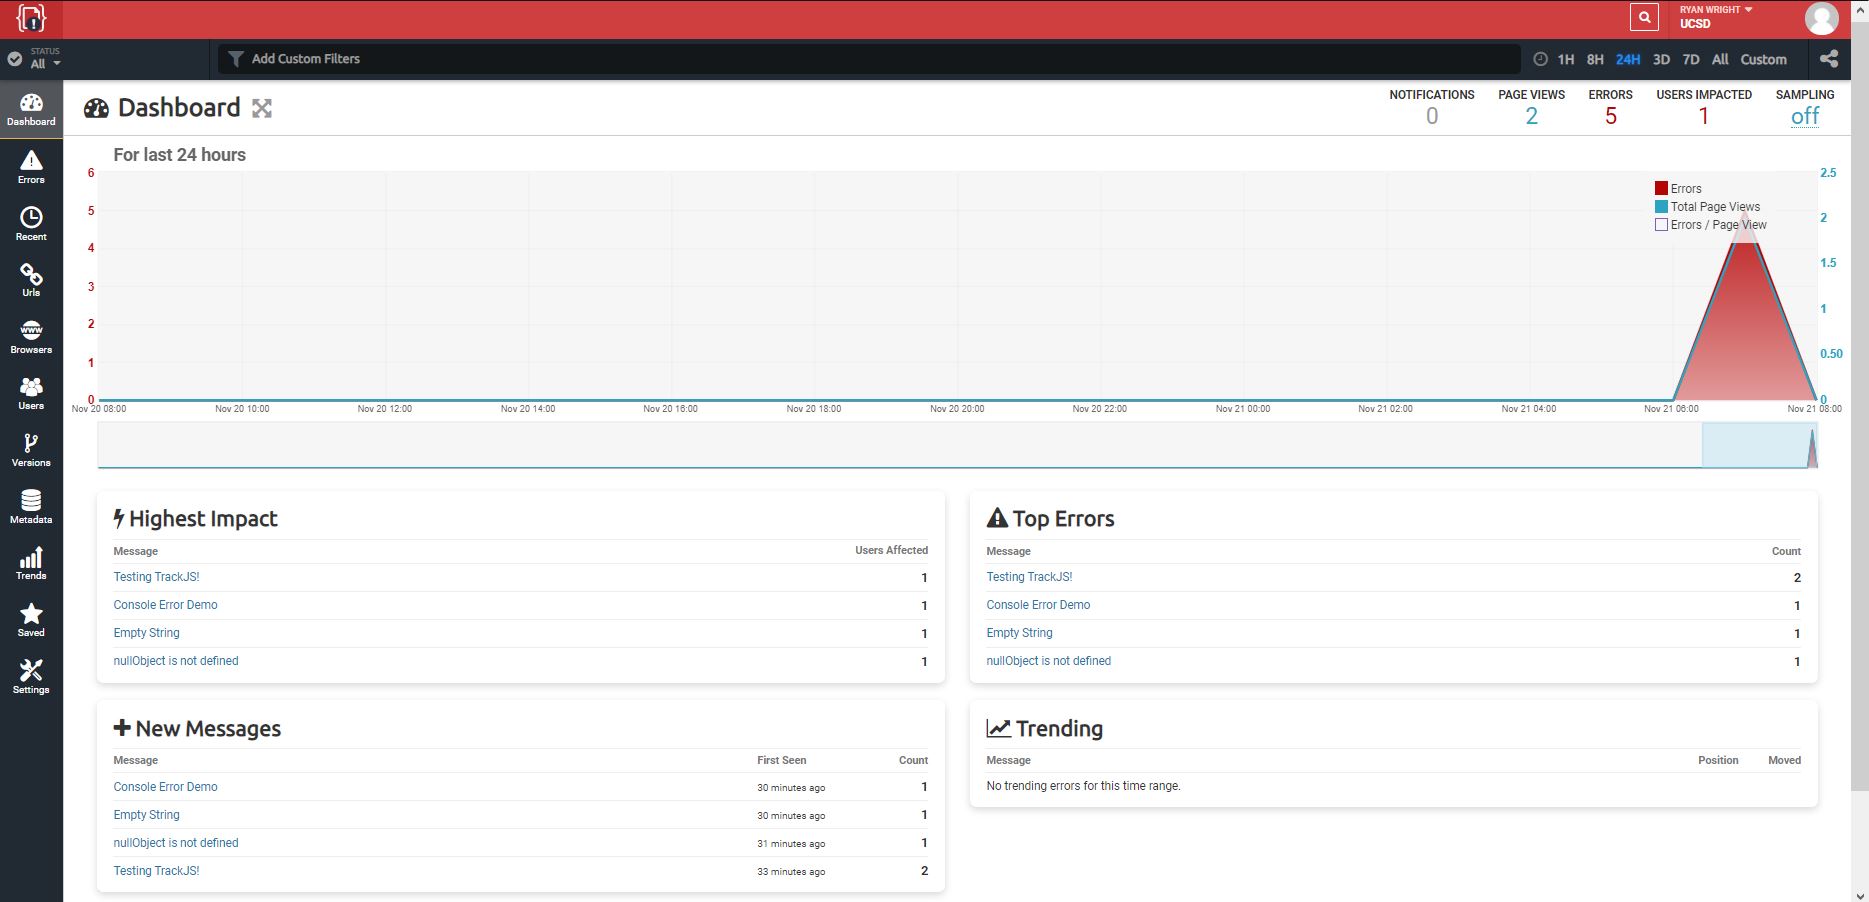 RYAN WRIGHT
UCSD
STATUS
All
Add Custom Filters
1H 8H 24H 3D 7D All Custom
Dashboard
Errors
Recent
Urls
www
Browsers
Users
Versions
Metadata
Trends
Saved
Settings
Dashboard
NOTIFICATIONS PAGE VIEWS ERRORS USERS IMPACTED SAMPLING
0 2 5 1 off
For last 24 hours
6
5
4
3
2
1
0
2.5
2
1.5
1
0.50
0
Errors
Total Page Views
Errors / Page View
Nov 20 08:00 Nov 20 10:00 Nov 20 12:00 Nov 20 14:00 Nov 20 16:00 Nov 20 18:00 Nov 20 20:00 Nov 20 22:00 Nov 21 00:00 Nov 21 02:00 Nov 21 04:00 Nov 21 06:00 Nov 21 08:00
Highest Impact
Message Users Affected
Testing TrackJS! 1
Console Error Demo 1
Empty String 1
nullObject is not defined 1
Top Errors
Message Count
Testing TrackJS! 2
Console Error Demo 1
Empty String 1
nullObject is not defined 1
New Messages
Message First Seen Count
Console Error Demo 30 minutes ago 1
Empty String 30 minutes ago 1
nullObject is not defined 31 minutes ago 1
Testing TrackJS! 33 minutes ago 2
Trending
Message Position Moved
No trending errors for this time range.